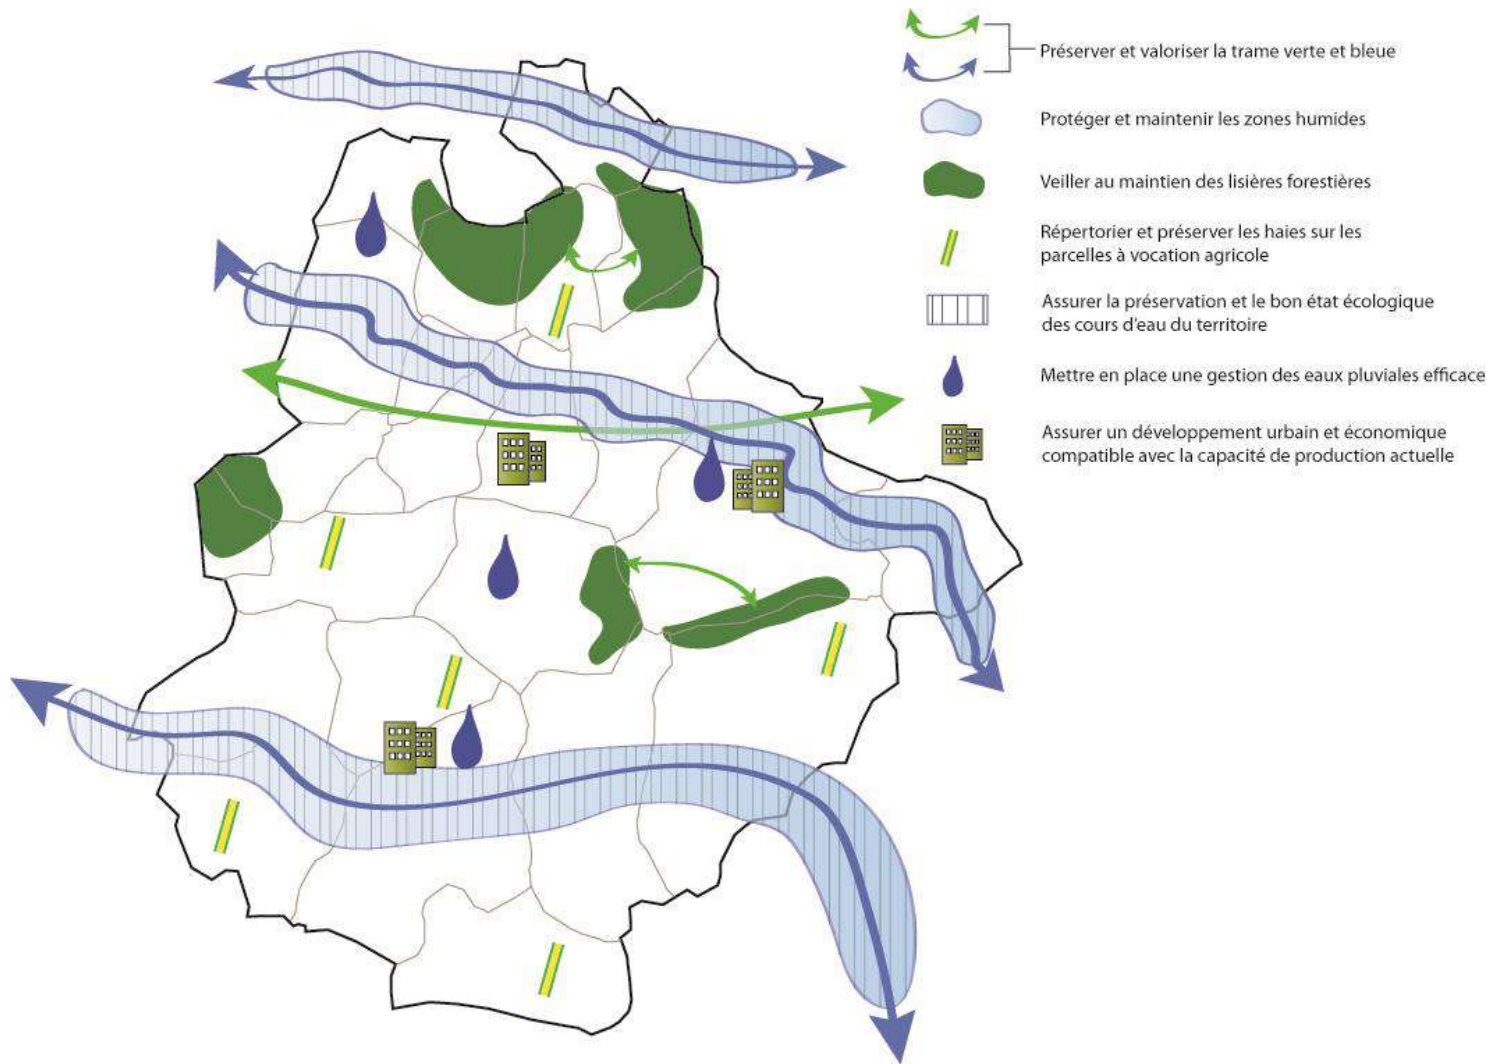 Préserver et valoriser la trame verte et bleue
Protéger et maintenir les zones humides
Veiller au maintien des lisières forestières
Répertorier et préserver les haies sur les
parcelles à vocation agricole
Assurer la préservation et le bon état écologique
des cours d'eau du territoire
Mettre en place une gestion des eaux pluviales efficace
Assurer un développement urbain et économique
compatible avec la capacité de production actuelle